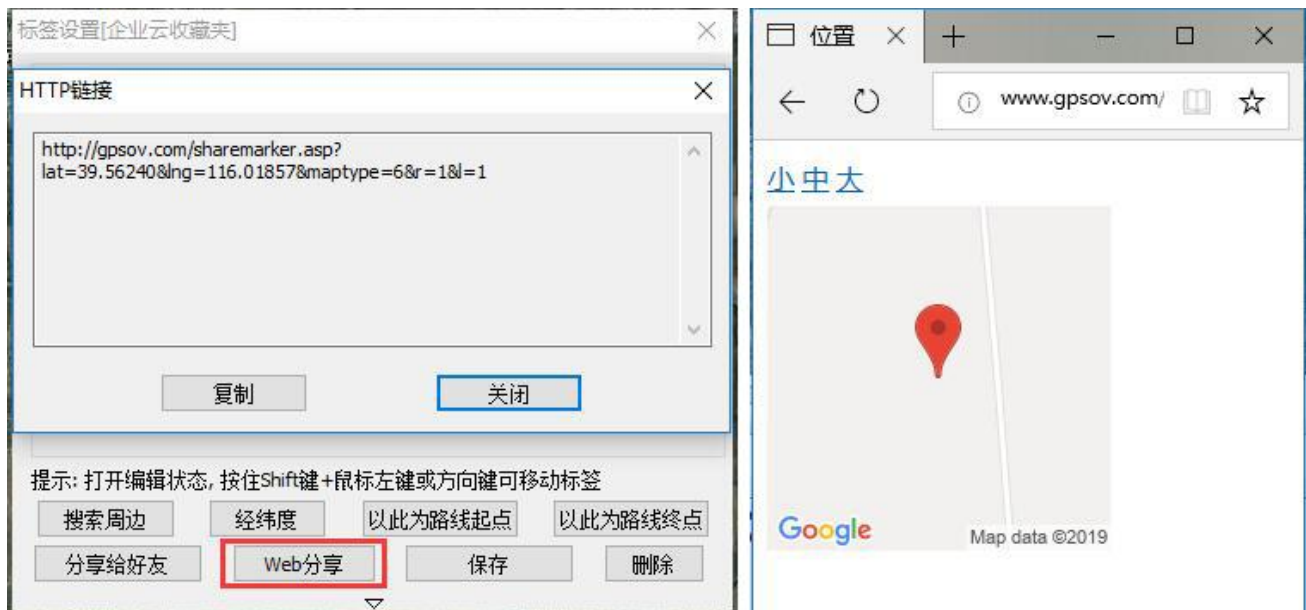 标签设置[企业云收藏夹]
HTTP链接
http://gpsov.com/sharemarker.asp?
lat=39.56240&lng=116.01857&maptype=6&r=1&l=1
复制
关闭
提示: 打开编辑状态, 按住Shift键+鼠标左键或方向键可移动标签
搜索周边
经纬度
以此为路线起点
以此为路线终点
分享给好友
Web分享
保存
删除
位置
www.gpsov.com/
小 中 大
Google
Map data ©2019